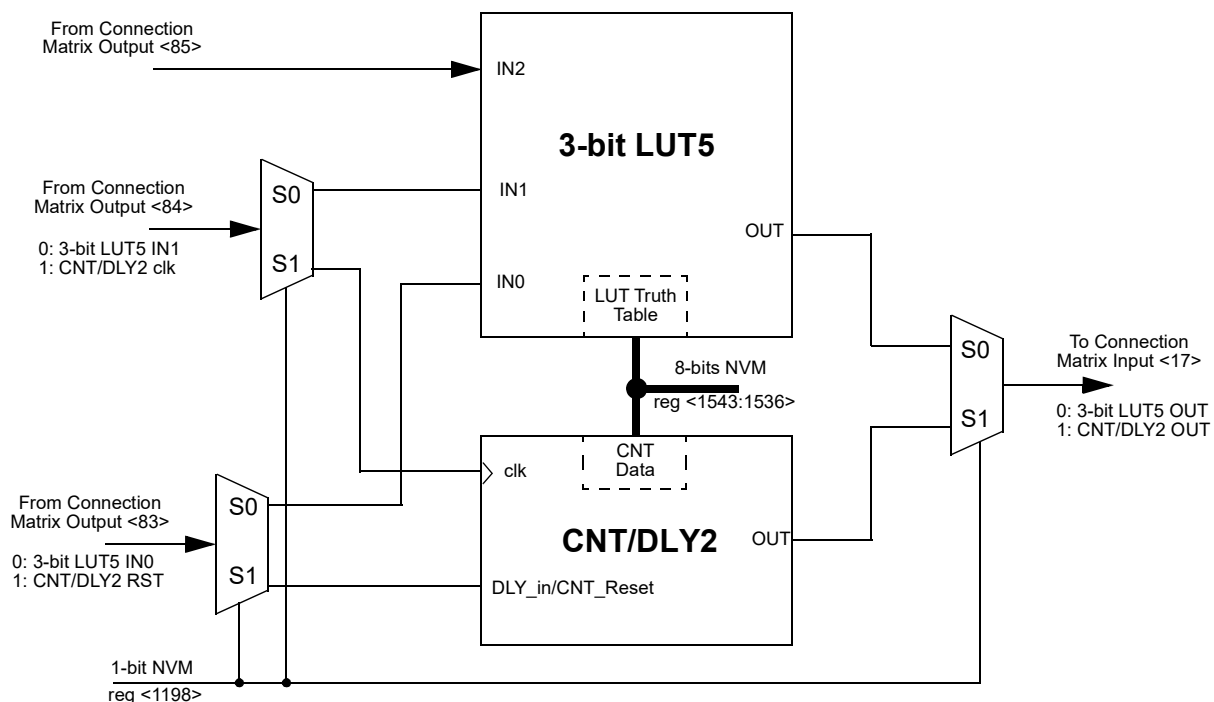 From Connection
Matrix Output <85>
IN2
3-bit LUT5
From Connection
Matrix Output <84>
0: 3-bit LUT5 IN1
1: CNT/DLY2 clk
S0
S1
IN1
IN0
OUT
LUT Truth
Table
8-bits NVM
reg <1543:1536>
S0
S1
To Connection
Matrix Input <17>
0: 3-bit LUT5 OUT
1: CNT/DLY2 OUT
CNT
Data
clk
CNT/DLY2
OUT
DLY_in/CNT_Reset
From Connection
Matrix Output <83>
0: 3-bit LUT5 IN0
1: CNT/DLY2 RST
S0
S1
1-bit NVM
reg <1198>